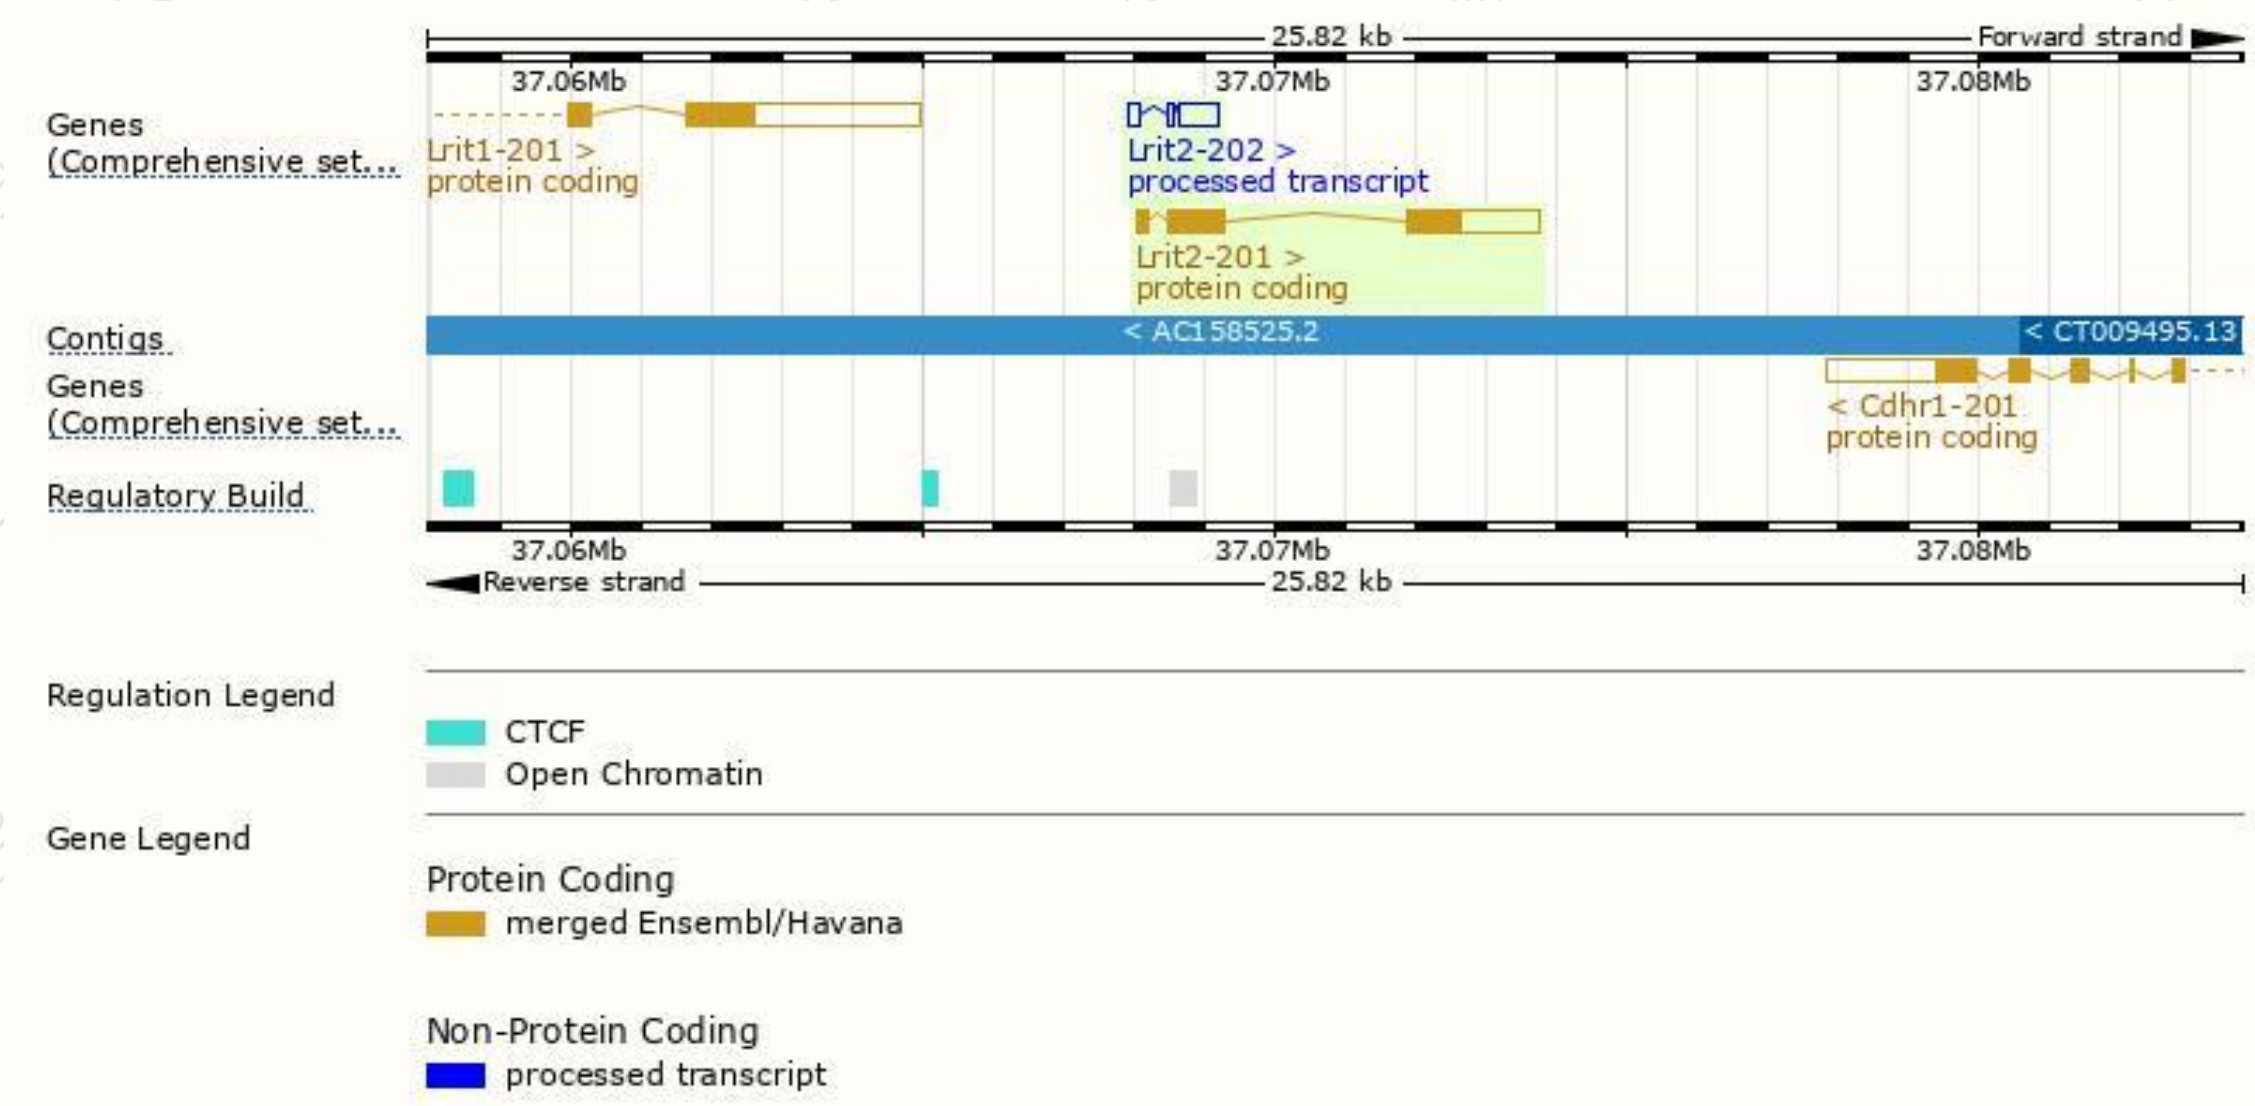 25.82 kb Forward strand
37.06Mb 37.07Mb 37.08Mb
Genes
(Comprehensive set...
Lrit1-201 >
protein coding
Lrit2-202 >
processed transcript
Lrit2-201 >
protein coding
Contigs
< AC158525.2
< CT009495.13
Genes
(Comprehensive set...
< Cdhr1-201
protein coding
Regulatory Build
37.06Mb 37.07Mb 37.08Mb
Reverse strand 25.82 kb
Regulation Legend
CTCF
Open Chromatin
Gene Legend
Protein Coding
merged Ensembl/Havana
Non-Protein Coding
processed transcript